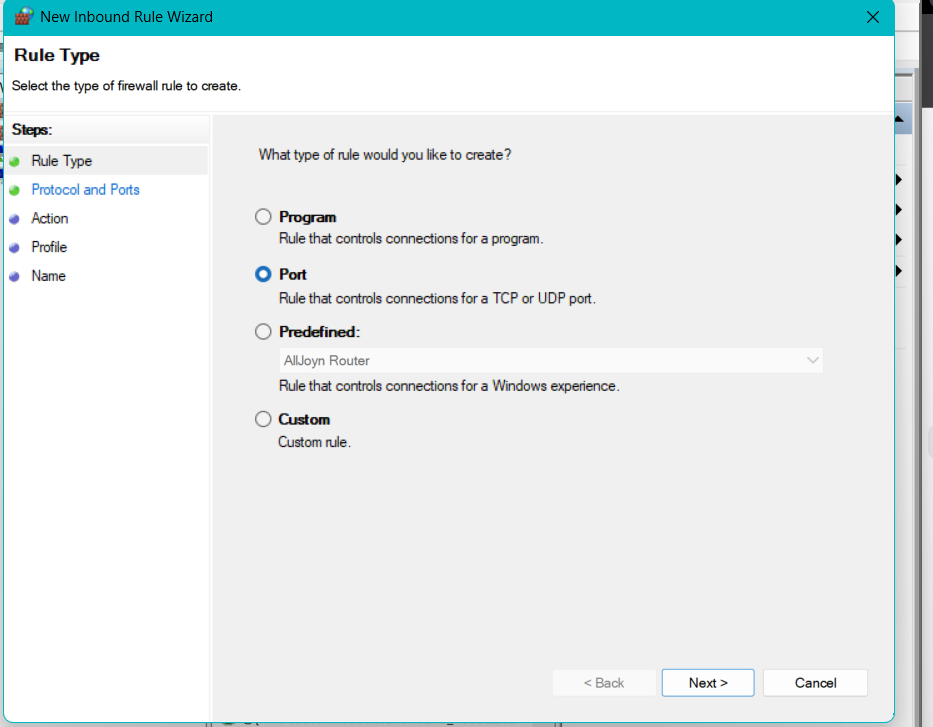 New Inbound Rule Wizard
Rule Type
Select the type of firewall rule to create.
Steps:
Rule Type
Protocol and Ports
Action
Profile
Name
What type of rule would you like to create?
Program
Rule that controls connections for a program.
Port
Rule that controls connections for a TCP or UDP port.
Predefined:
AllJoyn Router
Rule that controls connections for a Windows experience.
Custom
Custom rule.
< Back
Next >
Cancel